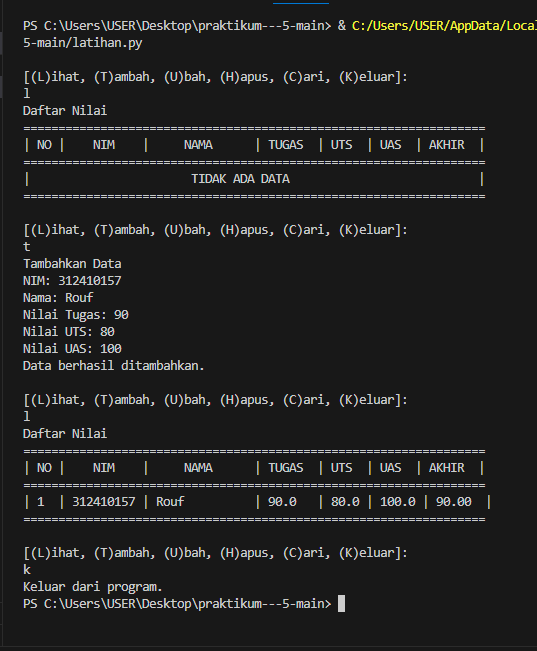 PS C:\Users\USER\Desktop\praktikum---5-main> & C:/Users/USER/AppData/Local
5-main/latihan.py
[(L)ihat, (T)ambah, (U)bah, (H)apus, (C)ari, (K)eluar]:
l
Daftar Nilai
==================================================================
| NO |    NIM    |     NAMA      | TUGAS  | UTS  | UAS  | AKHIR  |
==================================================================
|                       TIDAK ADA DATA                           |
==================================================================
[(L)ihat, (T)ambah, (U)bah, (H)apus, (C)ari, (K)eluar]:
t
Tambahkan Data
NIM: 312410157
Nama: Rouf
Nilai Tugas: 90
Nilai UTS: 80
Nilai UAS: 100
Data berhasil ditambahkan.
[(L)ihat, (T)ambah, (U)bah, (H)apus, (C)ari, (K)eluar]:
l
Daftar Nilai
==================================================================
| NO |    NIM    |     NAMA      | TUGAS  | UTS  | UAS  | AKHIR  |
==================================================================
| 1  | 312410157 | Rouf          | 90.0   | 80.0 | 100.0 | 90.00  |
==================================================================
[(L)ihat, (T)ambah, (U)bah, (H)apus, (C)ari, (K)eluar]:
k
Keluar dari program.
PS C:\Users\USER\Desktop\praktikum---5-main>